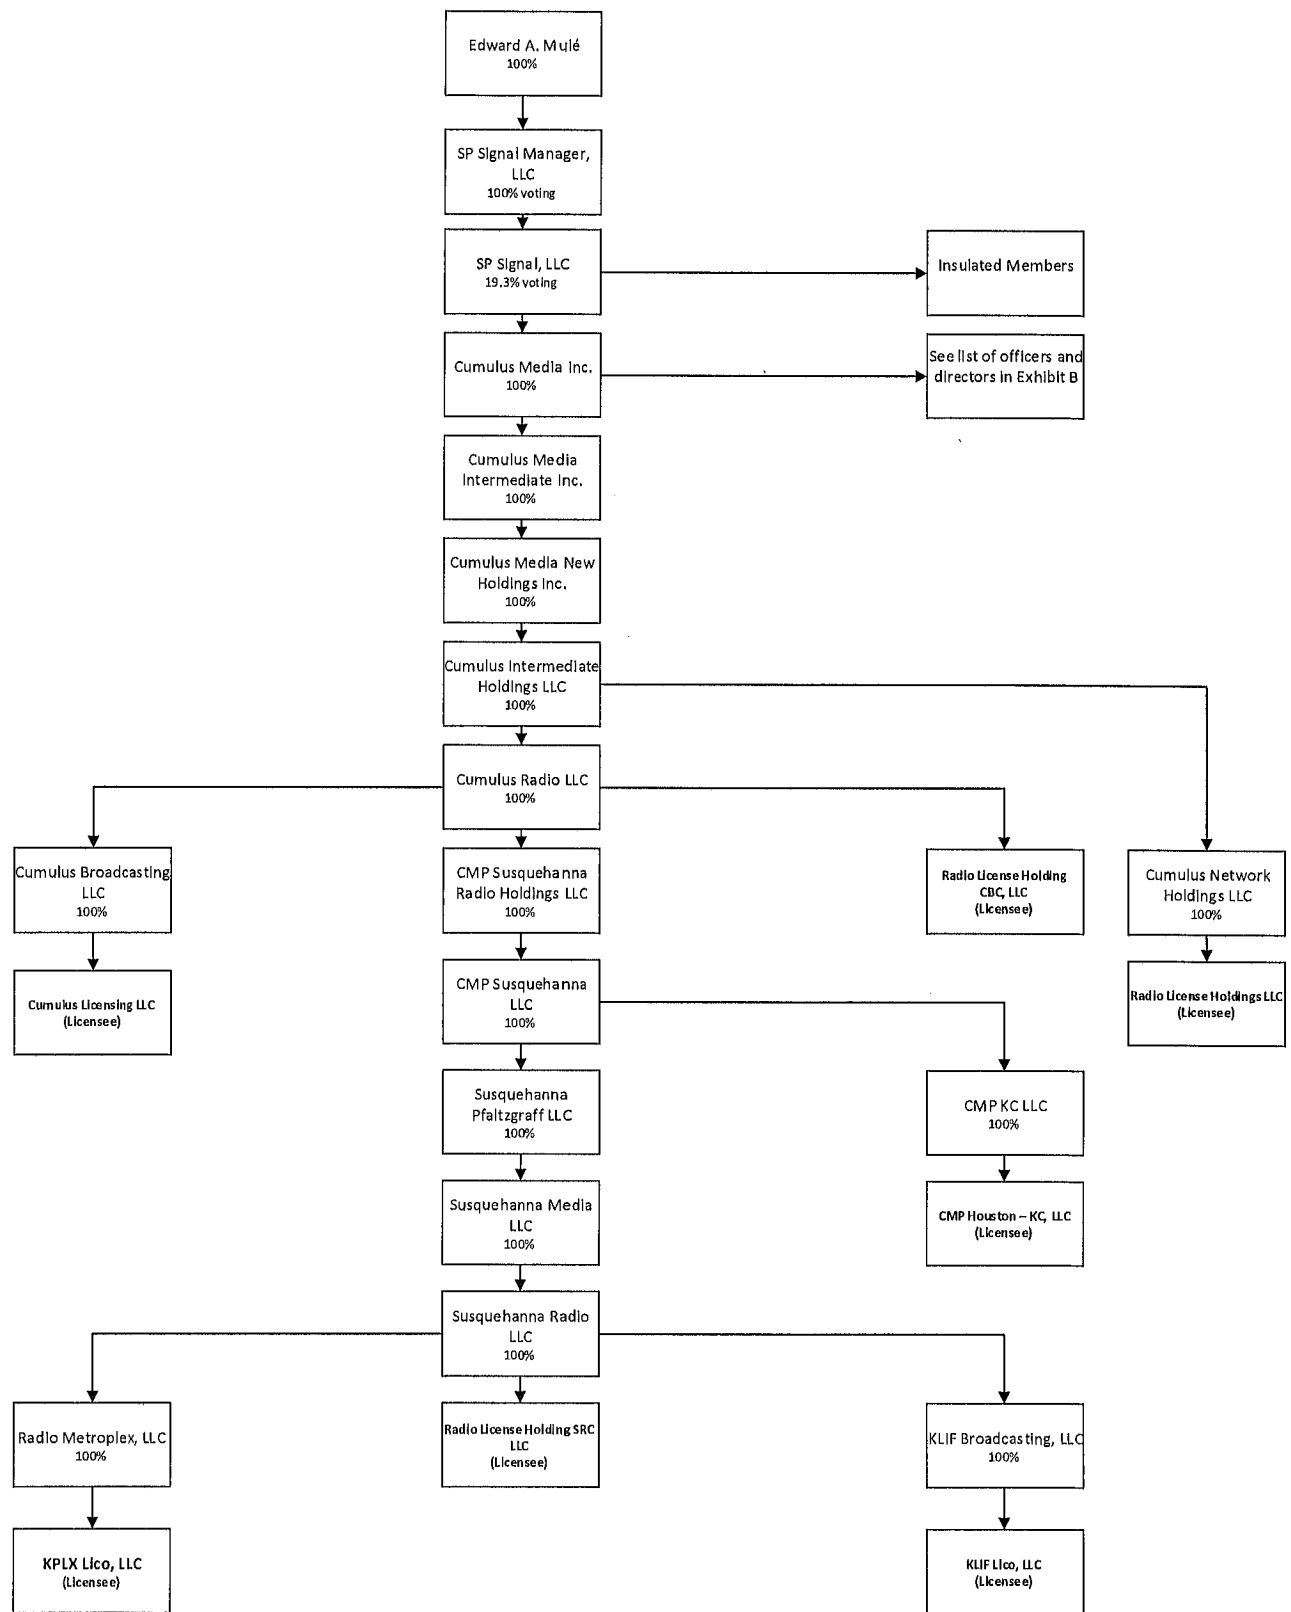 Edward A. Mulé
100%
SP Signal Manager,
LLC
100% voting
SP Signal, LLC
19.3% voting
Insulated Members
Cumulus Media Inc.
100%
See list of officers and
directors in Exhibit B
Cumulus Media
Intermediate Inc.
100%
Cumulus Media New
Holdings Inc.
100%
Cumulus Intermediate
Holdings LLC
100%
Cumulus Radio LLC
100%
Cumulus Broadcasting
LLC
100%
CMP Susquehanna
Radio Holdings LLC
100%
Radio License Holding
CBC, LLC
(Licensee)
Cumulus Network
Holdings LLC
100%
Cumulus Licensing LLC
(Licensee)
CMP Susquehanna
LLC
100%
Radio License Holdings LLC
(Licensee)
Susquehanna
Pfaltzgraff LLC
100%
CMP KC LLC
100%
Susquehanna Media
LLC
100%
CMP Houston – KC, LLC
(Licensee)
Susquehanna Radio
LLC
100%
Radio Metroplex, LLC
100%
Radio License Holding SRC
LLC
(Licensee)
KLIF Broadcasting, LLC
100%
KPLX Lico, LLC
(Licensee)
KLIF Lico, LLC
(Licensee)